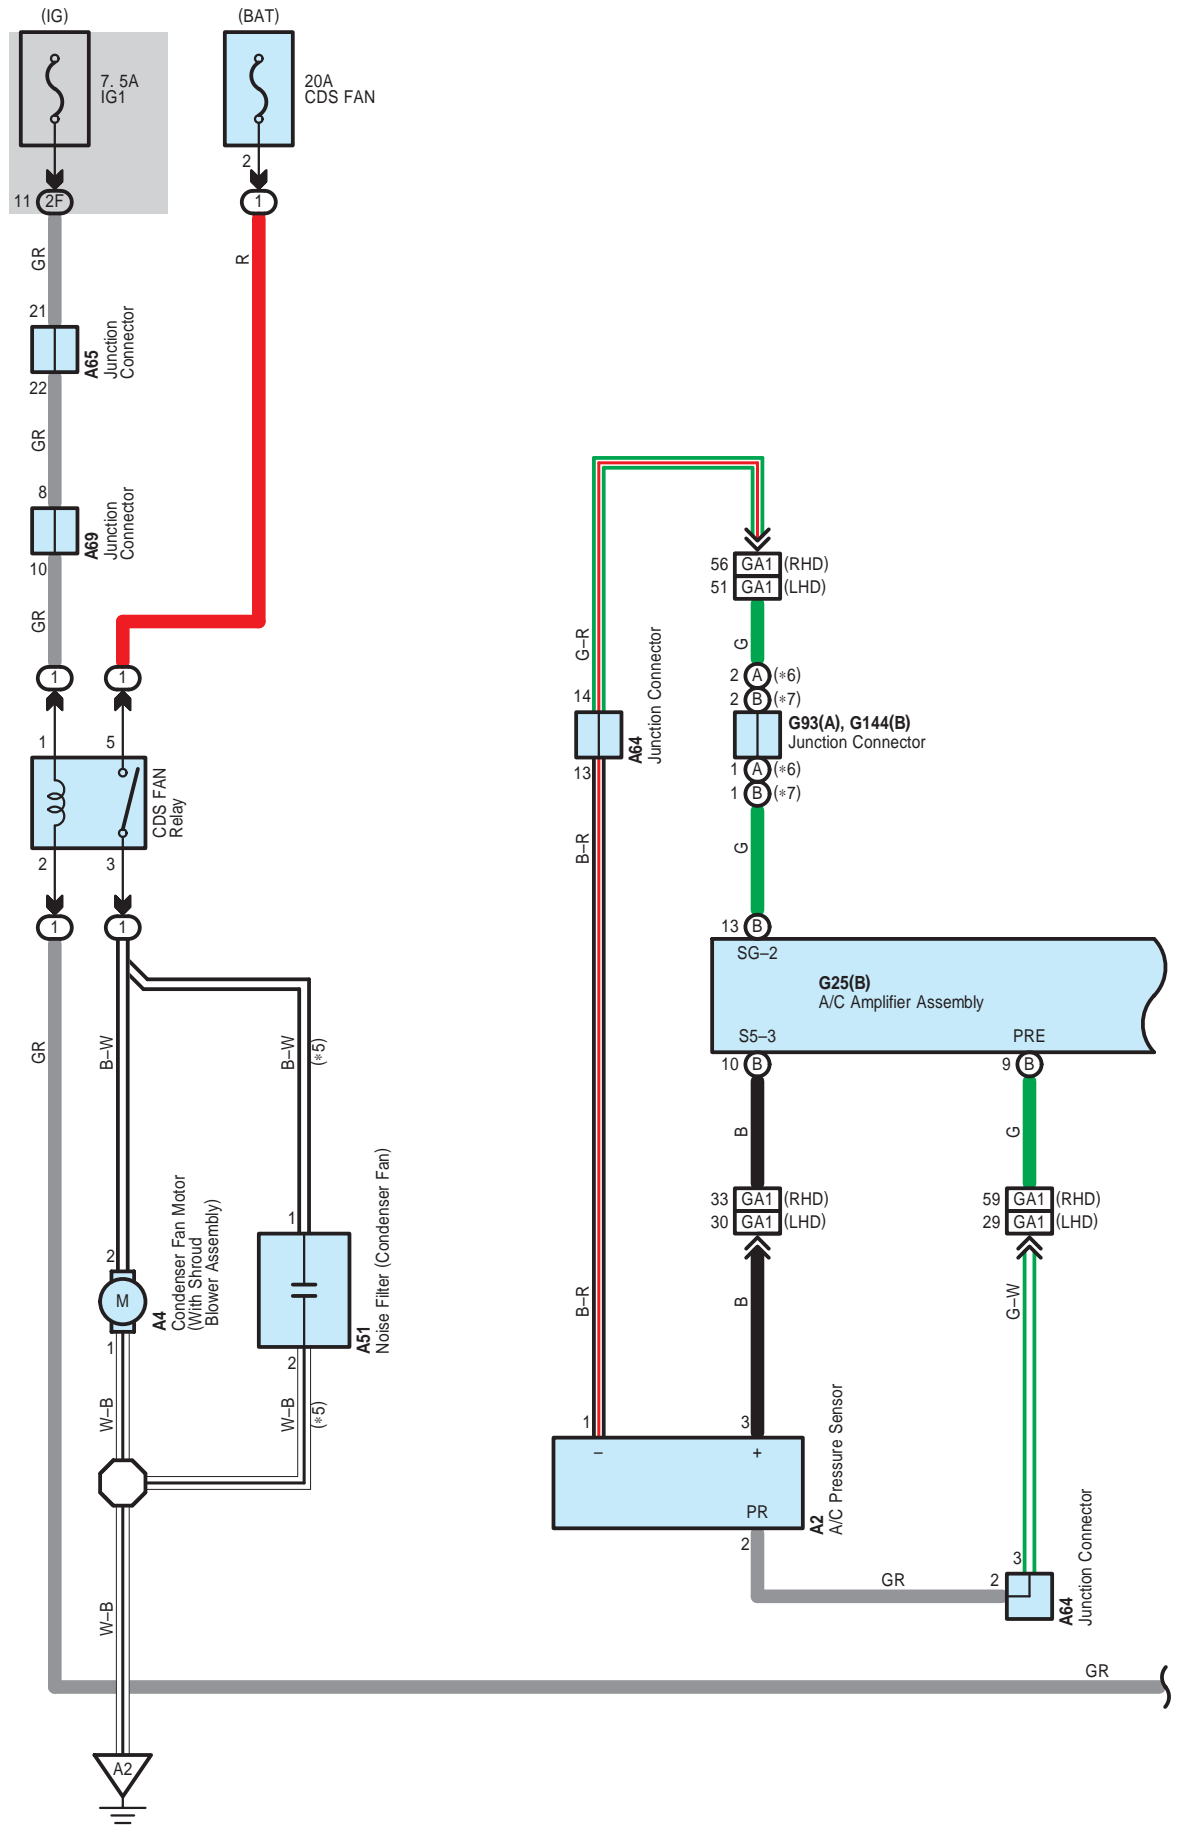 (IG)
(BAT)
7. 5A
IG1
20A
CDS FAN
2
11
2F
1
GR
R
21
A65
Junction
Connector
22
GR
8
A69
Junction
Connector
10
GR
1
1
1
5
CDS FAN
Relay
2
3
1
1
GR
B–W
B–W
(*5)
2
A4
Condenser Fan Motor
(With Shroud
Blower Assembly)
M
1
1
A51
Noise Filter (Condenser Fan)
2
W–B
W–B
(*5)
W–B
A2
56 GA1 (RHD)
51 GA1 (LHD)
G–R
G
14
A64
Junction Connector
13
2 A (*6)
2 B (*7)
G93(A), G144(B)
Junction Connector
1 A (*6)
1 B (*7)
B–R
G
13 B
SG–2
G25(B)
A/C Amplifier Assembly
S5–3
PRE
10 B
9 B
B
G
33 GA1 (RHD)
30 GA1 (LHD)
59 GA1 (RHD)
29 GA1 (LHD)
B–R
B
G–W
1
3
–
+
PR
A2
A/C Pressure Sensor
2
GR
2
3
A64
Junction Connector
GR